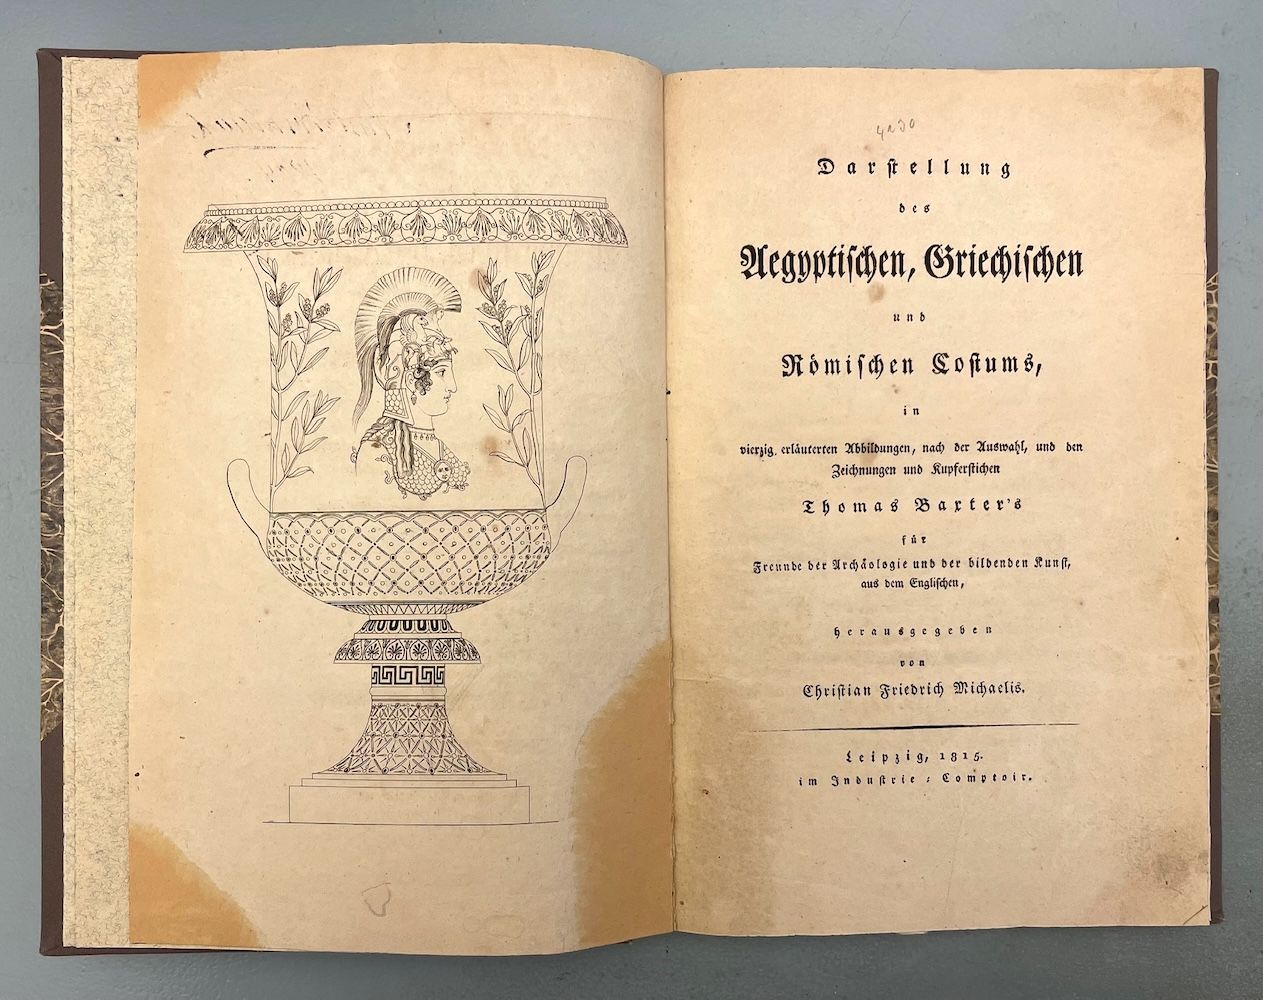 4230
Darstellung
des
Aegyptischen, Griechischen
und
Römischen Costums,
in
vierzig erläuterten Abbildungen, nach der Auswahl, und den
Zeichnungen und Kupferstichen
Thomas Baxter's
für
Freunde der Archäologie und der bildenden Kunst,
aus dem Englischen,
herausgegeben
von
Christian Friedrich Michaelis.
Leipzig, 1815.
im Industrie-Comptoir.